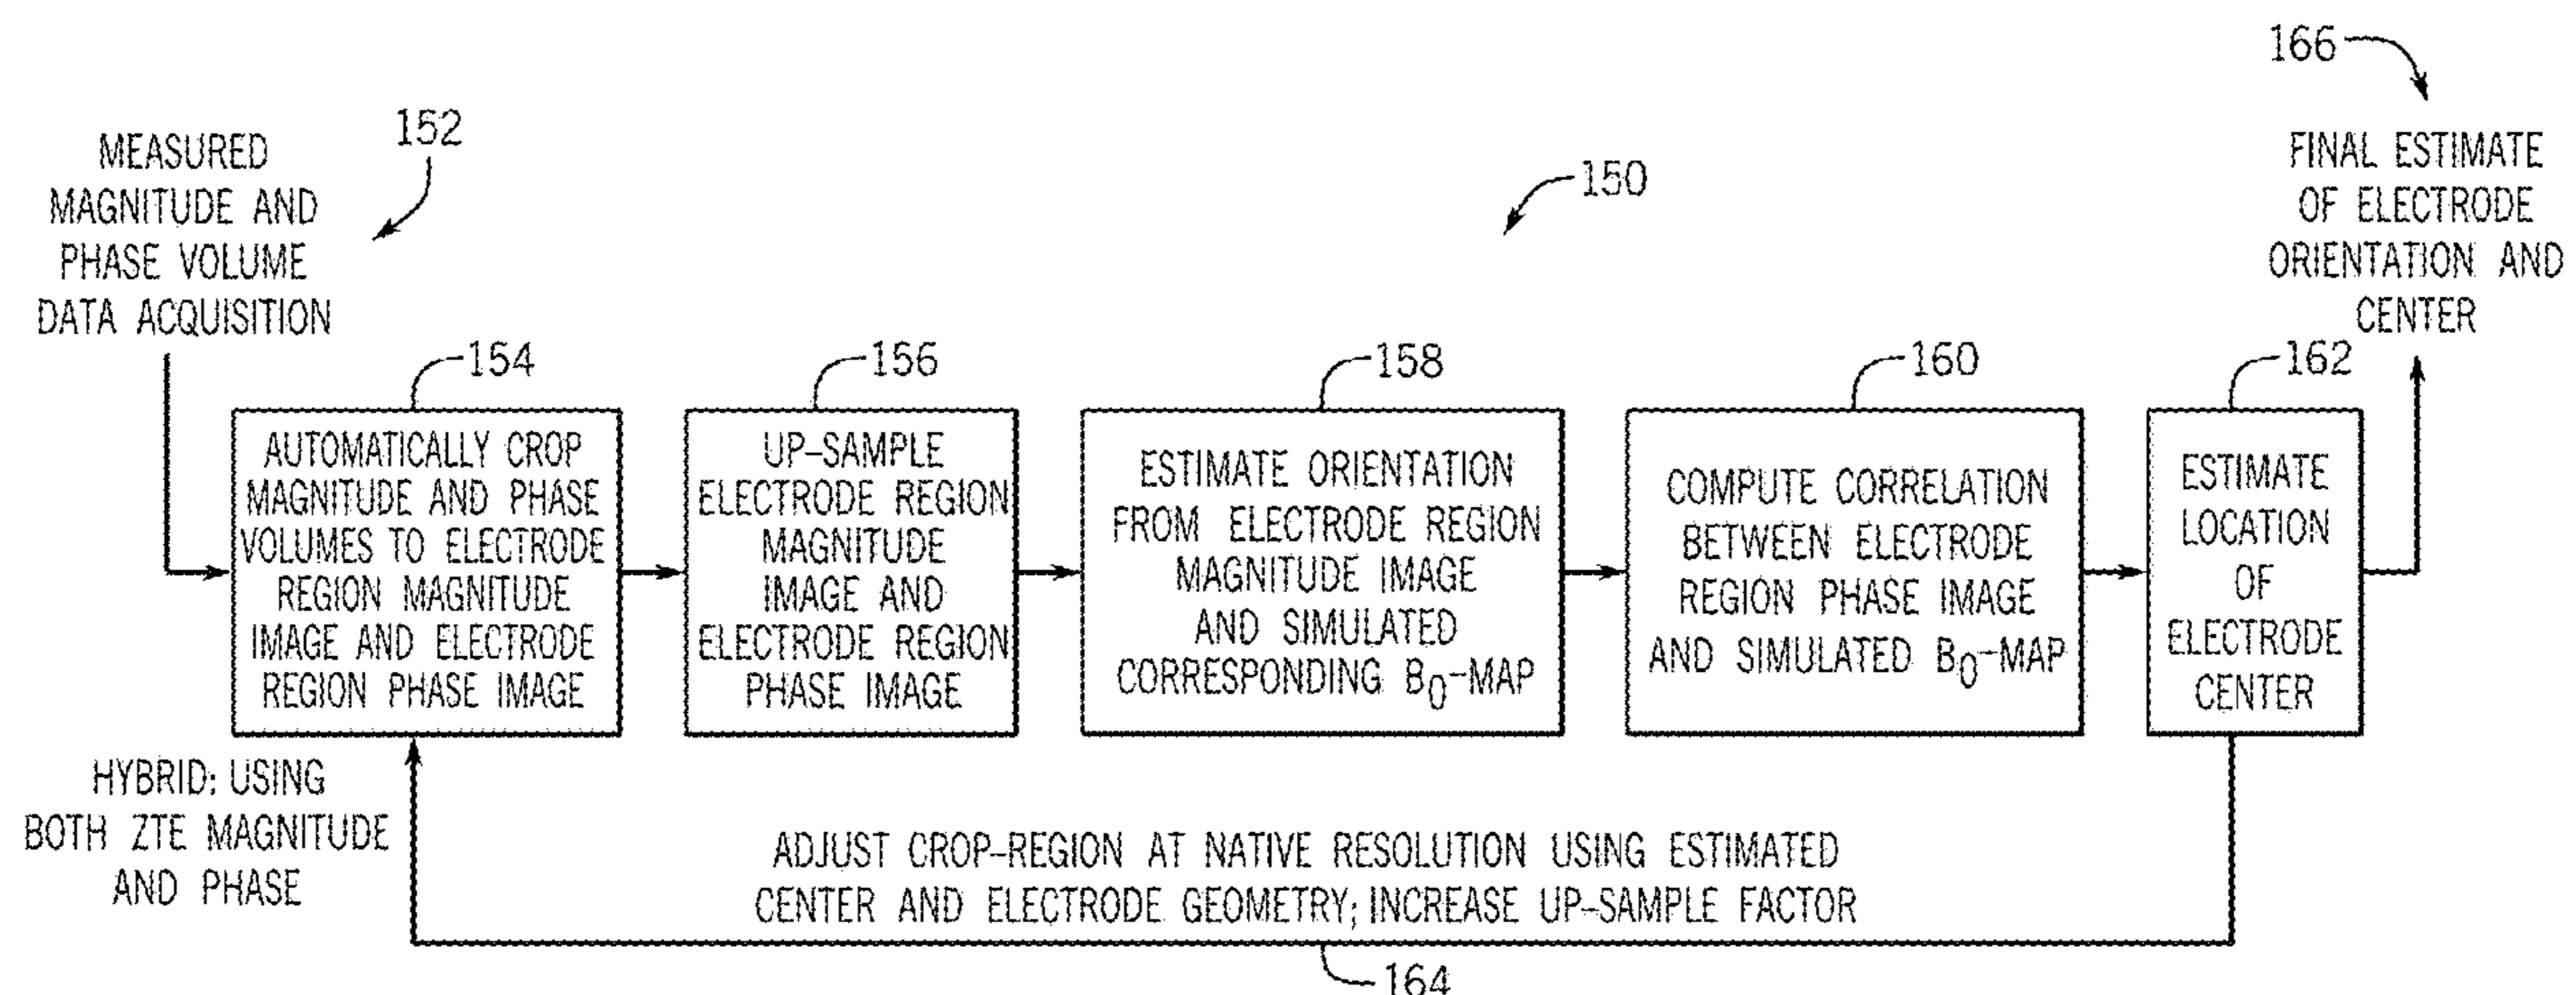 166
152
MEASURED
MAGNITUDE AND
PHASE VOLUME
DATA ACQUISITION
150
FINAL ESTIMATE
OF ELECTRODE
ORIENTATION AND
CENTER
154
AUTOMATICALLY CROP
MAGNITUDE AND PHASE
VOLUMES TO ELECTRODE
REGION MAGNITUDE
IMAGE AND ELECTRODE
REGION PHASE IMAGE
156
UP-SAMPLE
ELECTRODE REGION
MAGNITUDE
IMAGE AND
ELECTRODE REGION
PHASE IMAGE
158
ESTIMATE ORIENTATION
FROM ELECTRODE REGION
MAGNITUDE IMAGE
AND SIMULATED
CORRESPONDING B0-MAP
160
COMPUTE CORRELATION
BETWEEN ELECTRODE
REGION PHASE IMAGE
AND SIMULATED B0-MAP
162
ESTIMATE
LOCATION
OF
ELECTRODE
CENTER
HYBRID: USING
BOTH ZTE MAGNITUDE
AND PHASE
ADJUST CROP-REGION AT NATIVE RESOLUTION USING ESTIMATED
CENTER AND ELECTRODE GEOMETRY; INCREASE UP-SAMPLE FACTOR
164